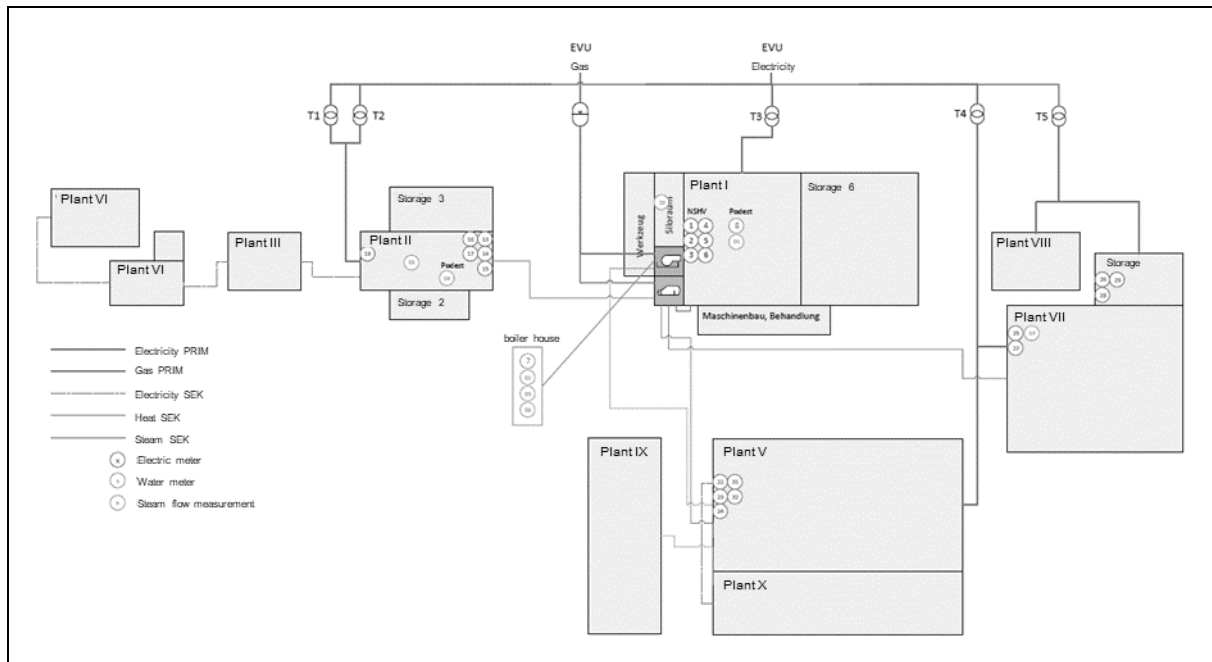 EVU
Gas
EVU
Electricity
T1
T2
T3
T4
T5
Plant VI
Plant VI
Plant III
Storage 3
Plant II
Podest
Storage 2
Werkzeug
Siloraum
Plant I
NSHV
Podest
1 4
2 5
3 6
Storage 6
Maschinenbau, Behandlung
Plant VIII
Storage
Plant VII
boiler house
7
Electricity PRIM
Gas PRIM
Electricity SEK
Heat SEK
Steam SEK
Electric meter
Water meter
Steam flow measurement
Plant IX
Plant V
Plant X